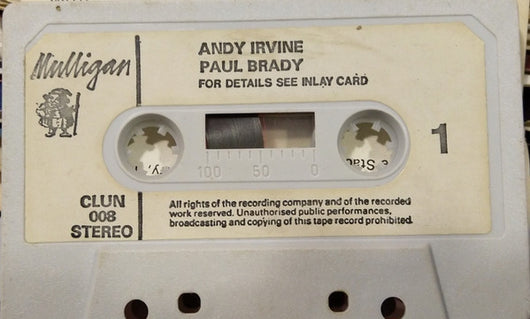 Mulligan
ANDY IRVINE
PAUL BRADY
FOR DETAILS SEE INLAY CARD
1
100 50 0
CLUN
008
STEREO
All rights of the recording company and of the recorded
work reserved. Unauthorised public performances,
broadcasting and copying of this tape record prohibited.